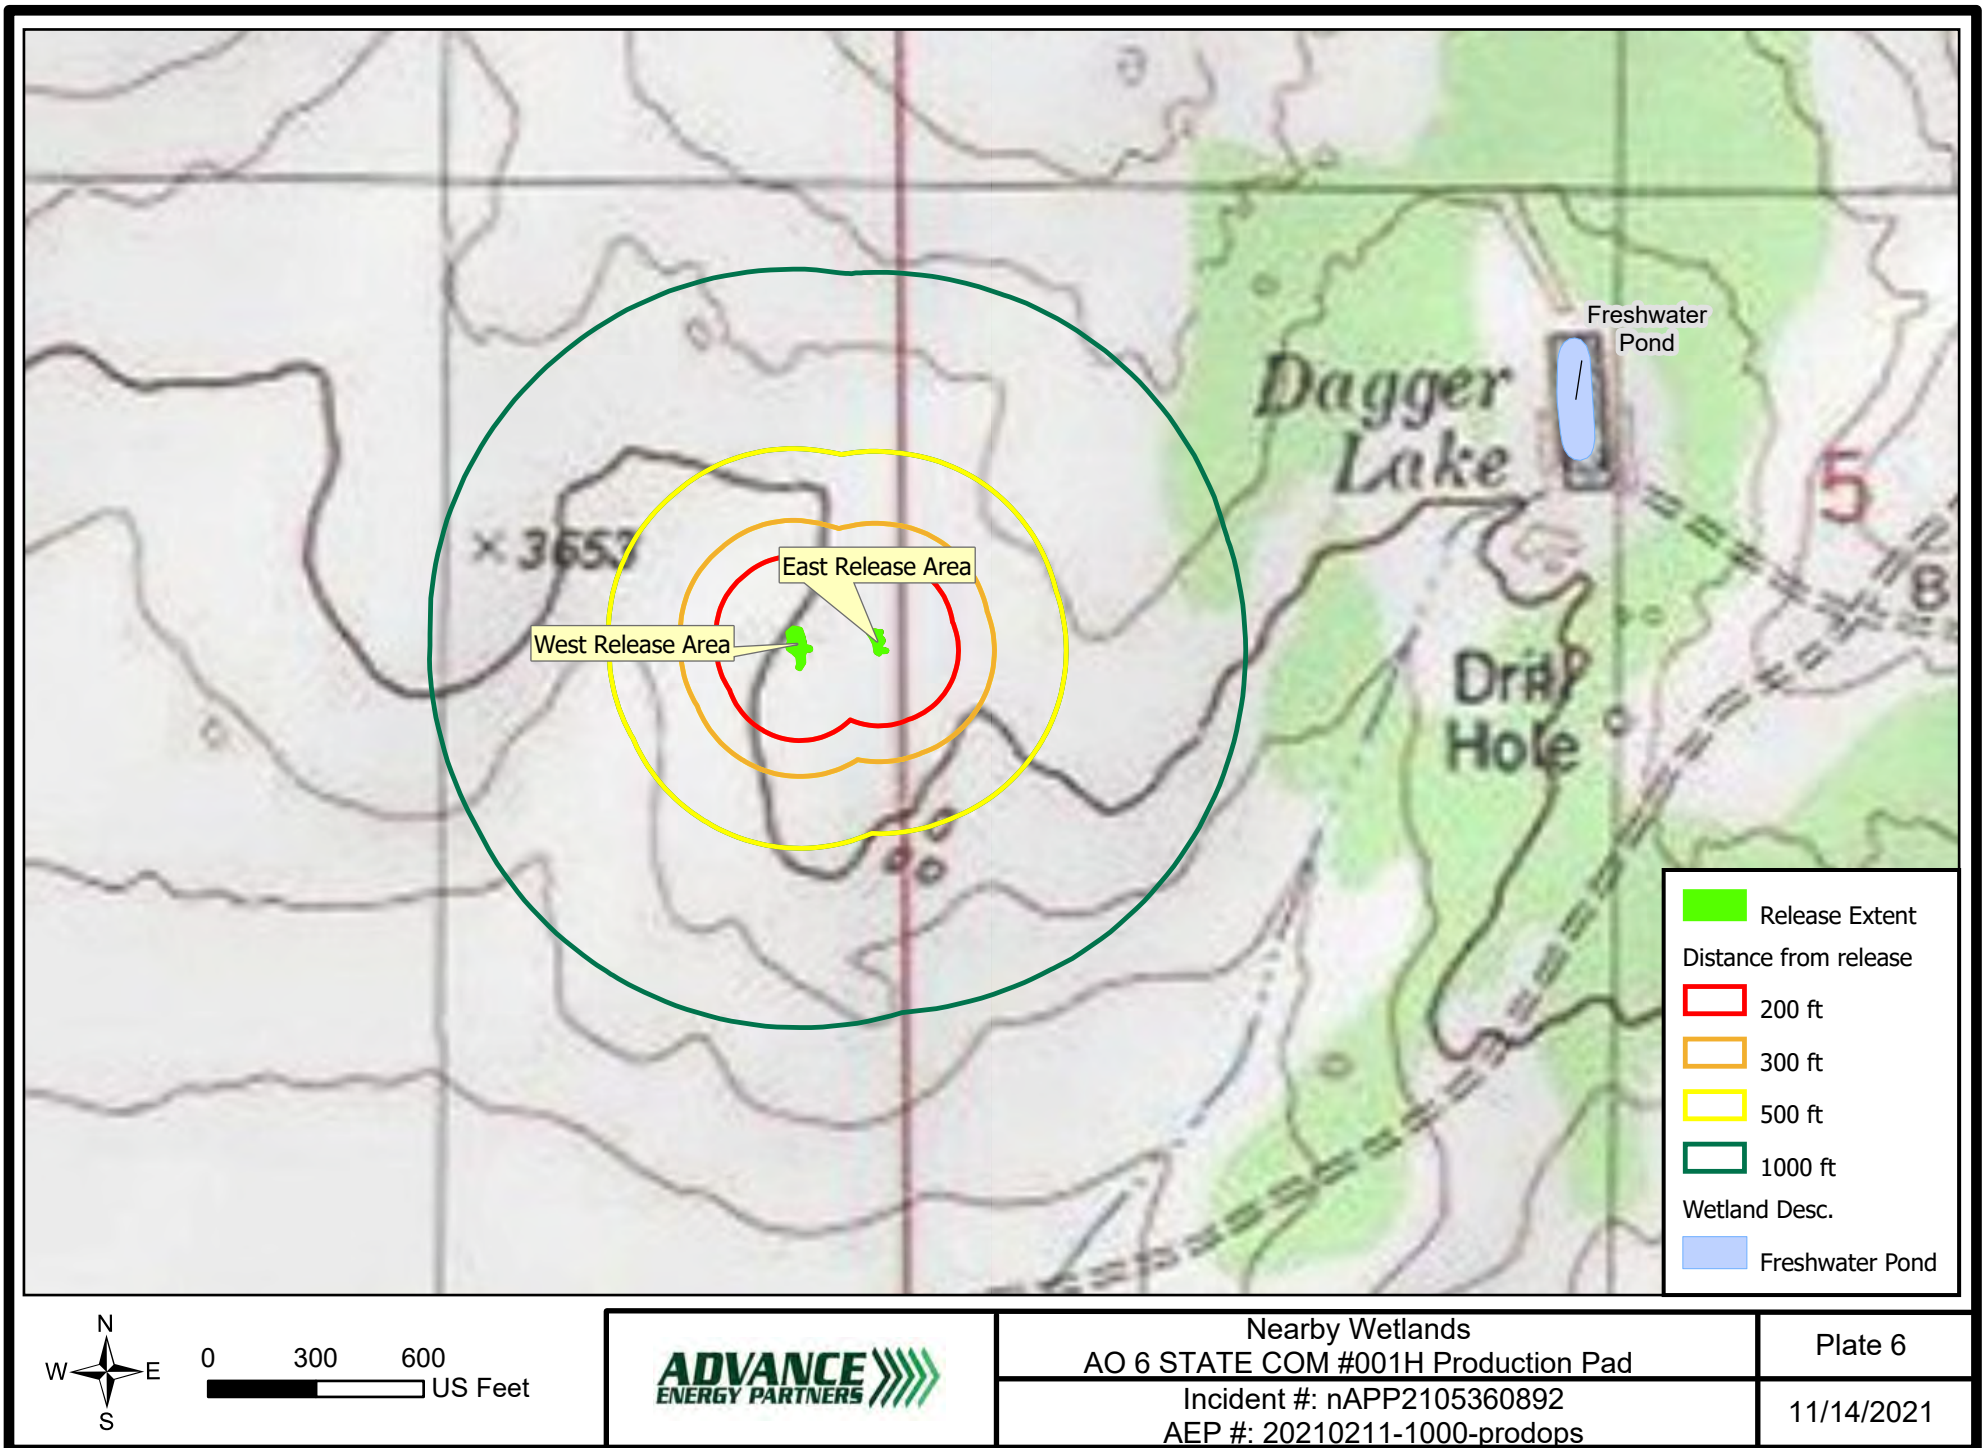 Freshwater
Pond
Dagger
Lake
5
× 3653
East Release Area
West Release Area
8
Drill
Hole
Release Extent
Distance from release
200 ft
300 ft
500 ft
1000 ft
Wetland Desc.
Freshwater Pond
N
W E
S
0 300 600
US Feet
ADVANCE
ENERGY PARTNERS
Nearby Wetlands
AO 6 STATE COM #001H Production Pad
Incident #: nAPP2105360892
AEP #: 20210211-1000-prodops
Plate 6
11/14/2021